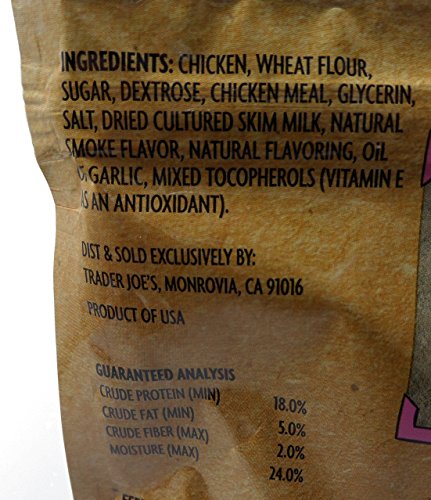 INGREDIENTS: CHICKEN, WHEAT FLOUR,
SUGAR, DEXTROSE, CHICKEN MEAL, GLYCERIN,
SALT, DRIED CULTURED SKIM MILK, NATURAL
SMOKE FLAVOR, NATURAL FLAVORING, OiL
GARLIC, MIXED TOCOPHEROLS (VITAMIN E
AS AN ANTIOXIDANT).
DIST & SOLD EXCLUSIVELY BY:
TRADER JOE'S, MONROVIA, CA 91016
PRODUCT OF USA
GUARANTEED ANALYSIS
CRUDE PROTEIN (MIN) 18.0%
CRUDE FAT (MIN) 5.0%
CRUDE FIBER (MAX) 2.0%
MOISTURE (MAX) 24.0%